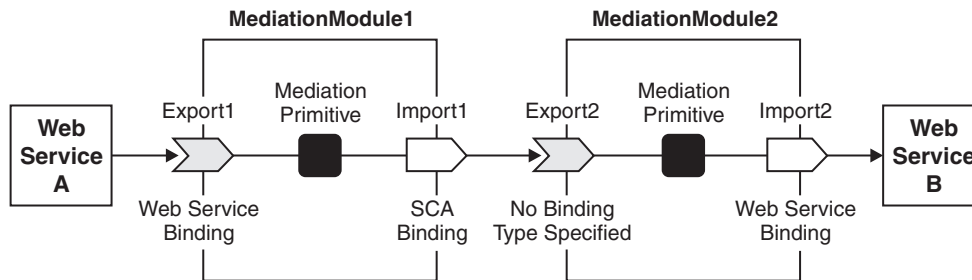 MediationModule1
MediationModule2
Export1
Mediation
Primitive
Import1
Export2
Mediation
Primitive
Import2
Web
Service
A
Web
Service
B
Web Service
Binding
SCA
Binding
No Binding
Type Specified
Web Service
Binding